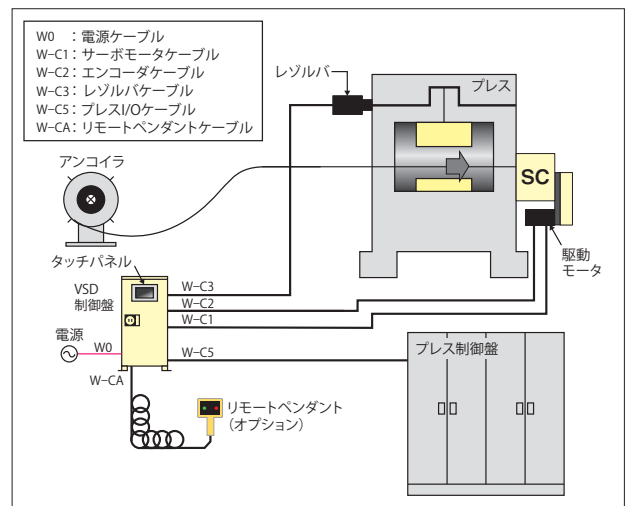 W0 :電源ケーブル
W-C1:サーボモータケーブル
W-C2:エンコーダケーブル
W-C3:レゾルバケーブル
W-C5:プレスI/Oケーブル
W-CA:リモートペンダントケーブル
レゾルバ
プレス
アンコイラ
SC
タッチパネル
駆動
モータ
VSD
制御盤
W-C3
W-C2
W-C1
電源
W0
W-C5
プレス制御盤
W-CA
リモートペンダント
(オプション)